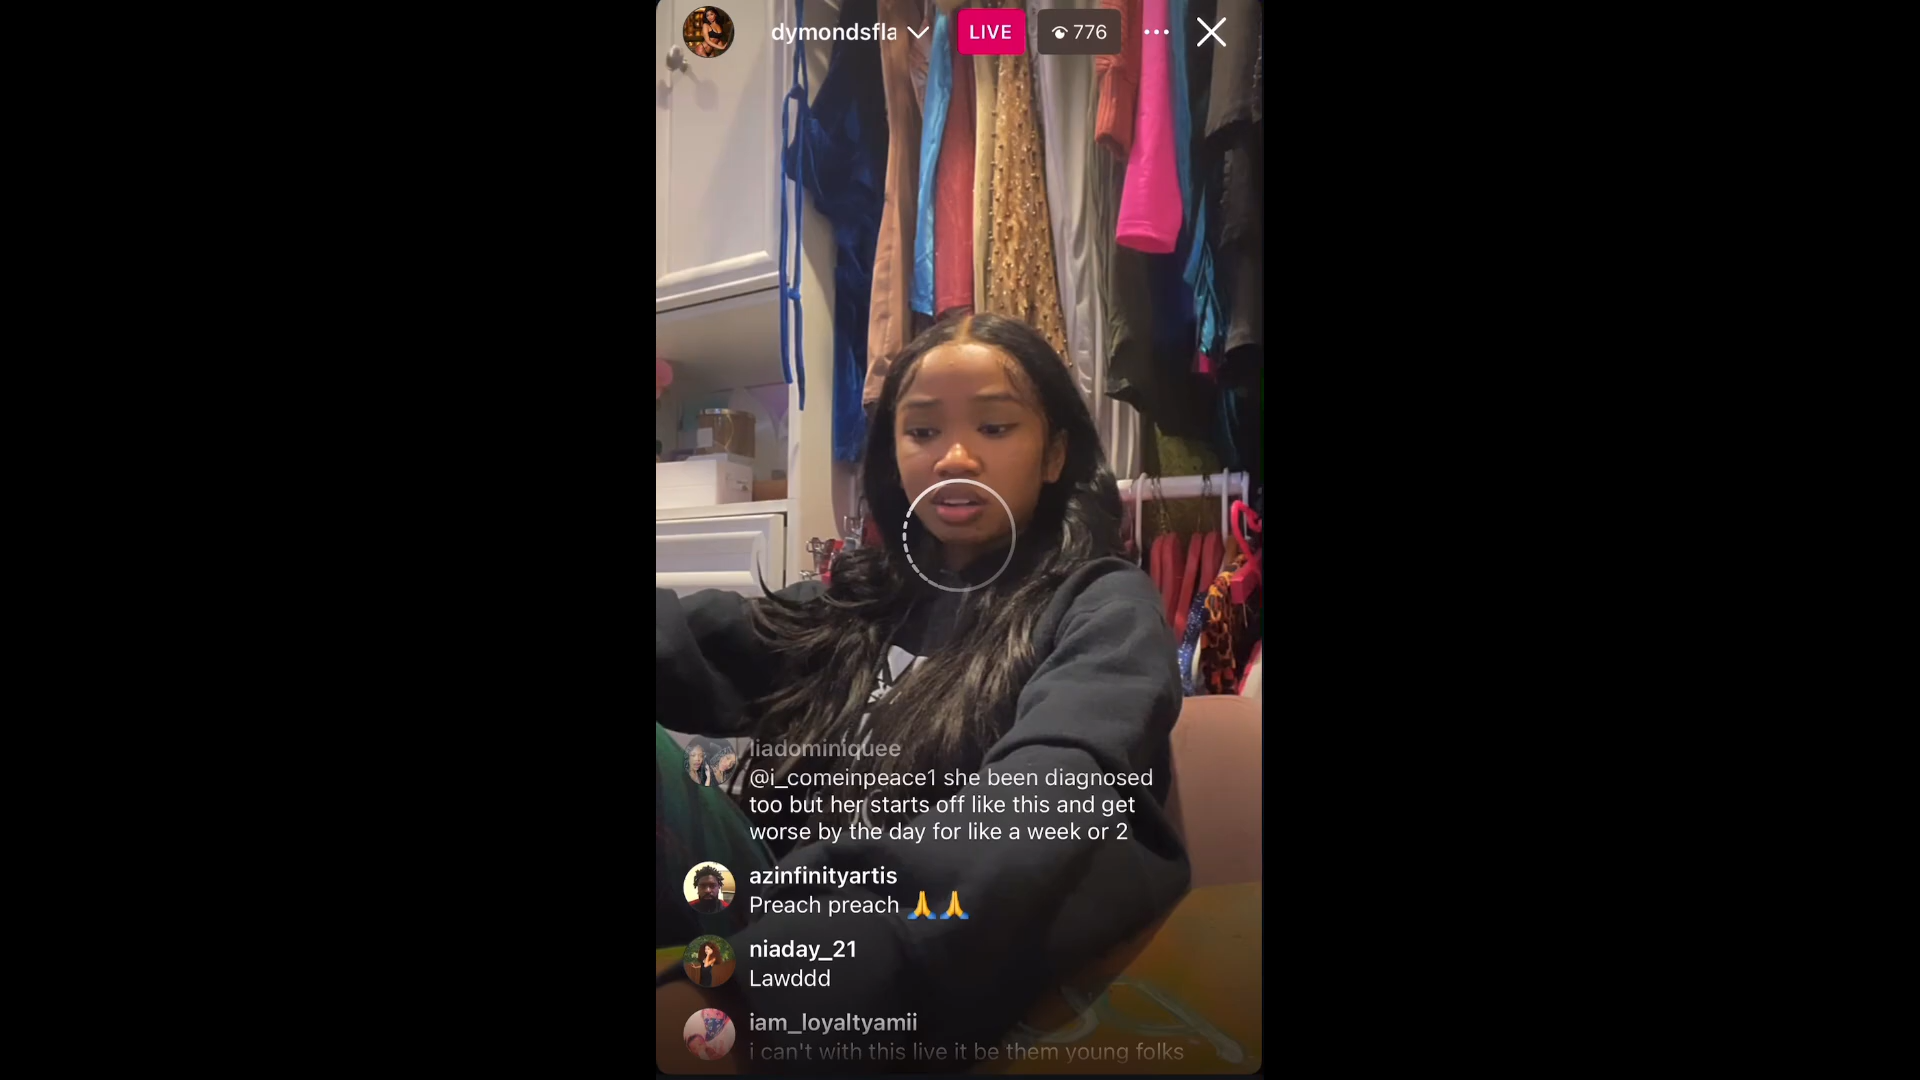 dymondsfla
LIVE
776
liadominiquee
@i_comeinpeace1 she been diagnosed
too but her starts off like this and get
worse by the day for like a week or 2
azinfinityartis
Preach preach 🙏🙏
niaday_21
Lawddd
iam_loyaltyamii
i can't with this live it be them young folks